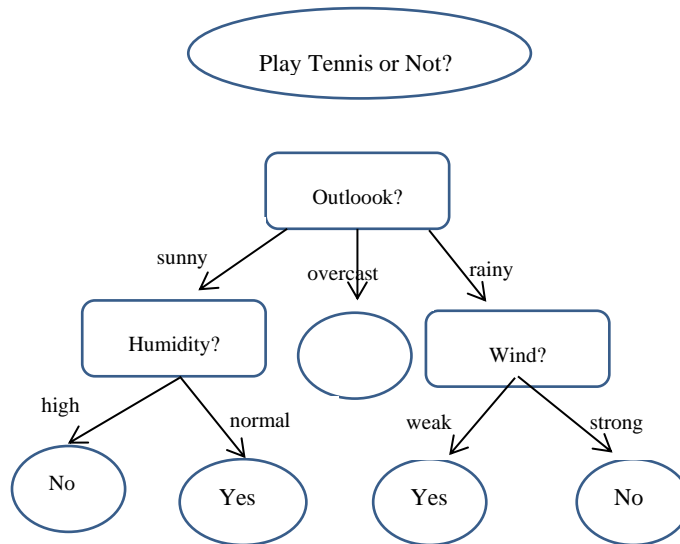 Play Tennis or Not?
Outloook?
sunny
overcast
rainy
Humidity?
Wind?
high
normal
weak
strong
No
Yes
Yes
No